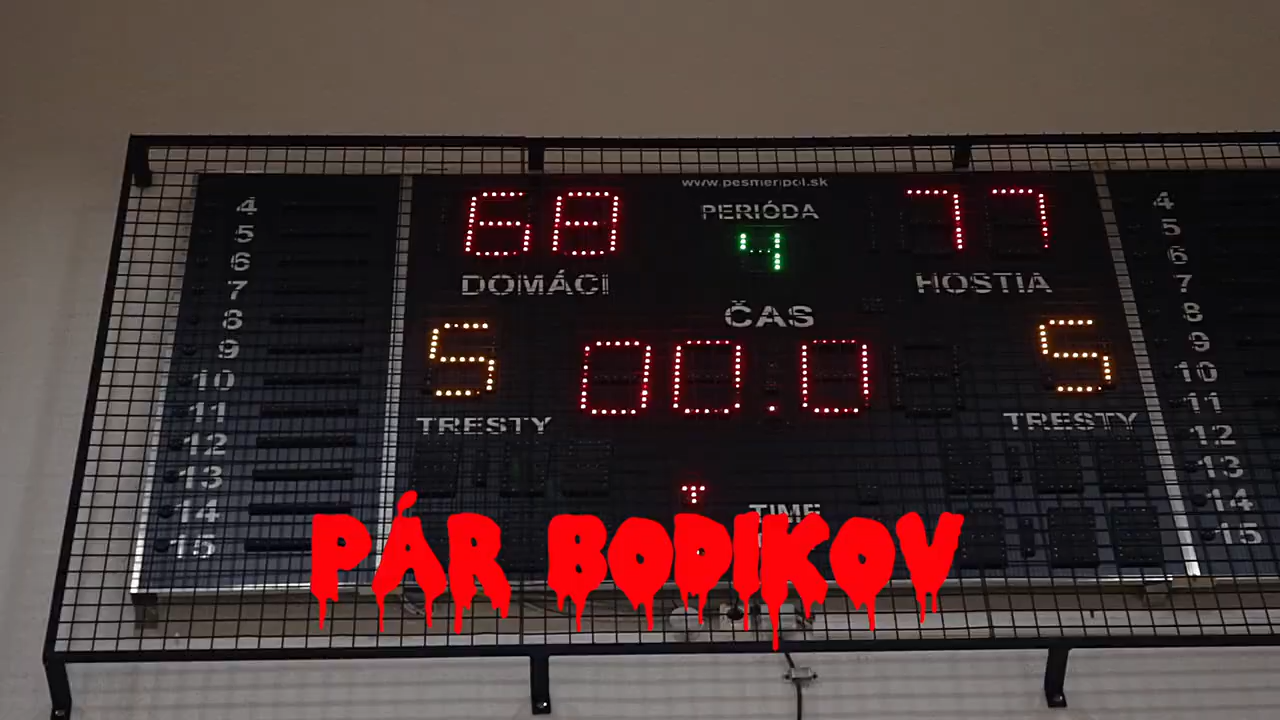 www.pesmenpol.sk
68 PERIÓDA 77
4
DOMÁCI HOSTIA
ČAS
5 00.0 5
TRESTY TRESTY
TIME
PÁR BODIKOV
4 4
5 5
6 6
7 7
8 8
9 9
10 10
11 11
12 12
13 13
14 14
15 15